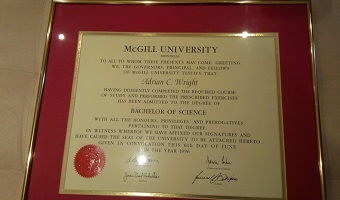 McGILL UNIVERSITY
MONTREAL
TO ALL TO WHOM THESE PRESENTS MAY COME, GREETING
WE, THE GOVERNORS, PRINCIPAL, AND FELLOWS
OF McGILL UNIVERSITY TESTIFY THAT
Adrian C. Wright
HAVING DILIGENTLY COMPLETED THE REQUIRED COURSE
OF STUDY AND PERFORMED THE PRESCRIBED EXERCISES
HAS BEEN ADMITTED TO THE DEGREE OF
BACHELOR OF SCIENCE
WITH ALL THE HONOURS, PRIVILEGES, AND PREROGATIVES
PERTAINING TO THAT DEGREE
IN WITNESS WHEREOF WE HAVE AFFIXED OUR SIGNATURES AND
HAVE CAUSED THE SEAL OF THE UNIVERSITY TO BE ATTACHED HERETO
GIVEN IN CONVOCATION THIS 6th DAY OF JUNE
IN THE YEAR 1996